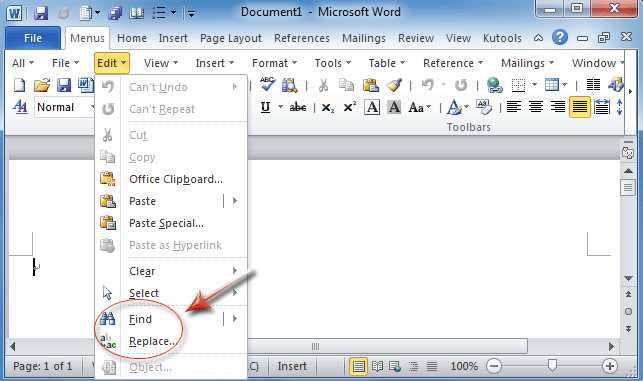 Document1 - Microsoft Word
File Menus Home Insert Page Layout References Mailings Review View Kutools
All File Edit View Insert Format Tools Table Reference Mailings Window
Can't Undo
Can't Repeat
Normal
Toolbars
Cut
Copy
Office Clipboard...
Paste
Paste Special...
Paste as Hyperlink
Clear
Select
Find
Replace...
Object...
Page: 1 of 1 Insert 100%